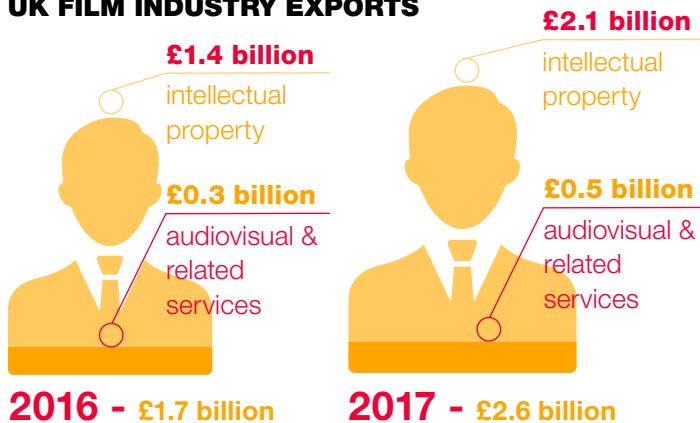 UK FILM INDUSTRY EXPORTS
£1.4 billion
intellectual
property
£0.3 billion
audiovisual &
related
services
2016 - £1.7 billion
£2.1 billion
intellectual
property
£0.5 billion
audiovisual &
related
services
2017 - £2.6 billion